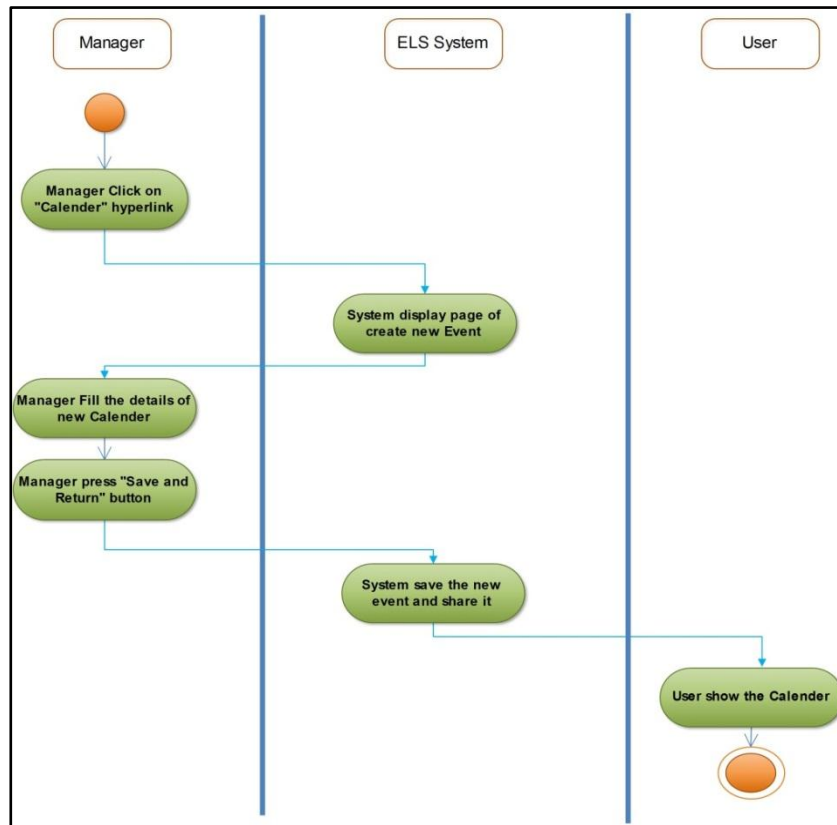 Manager
ELS System
User
Manager Click on
"Calender" hyperlink
System display page of
create new Event
Manager Fill the details of
new Calender
Manager press "Save and
Return" button
System save the new
event and share it
User show the Calender